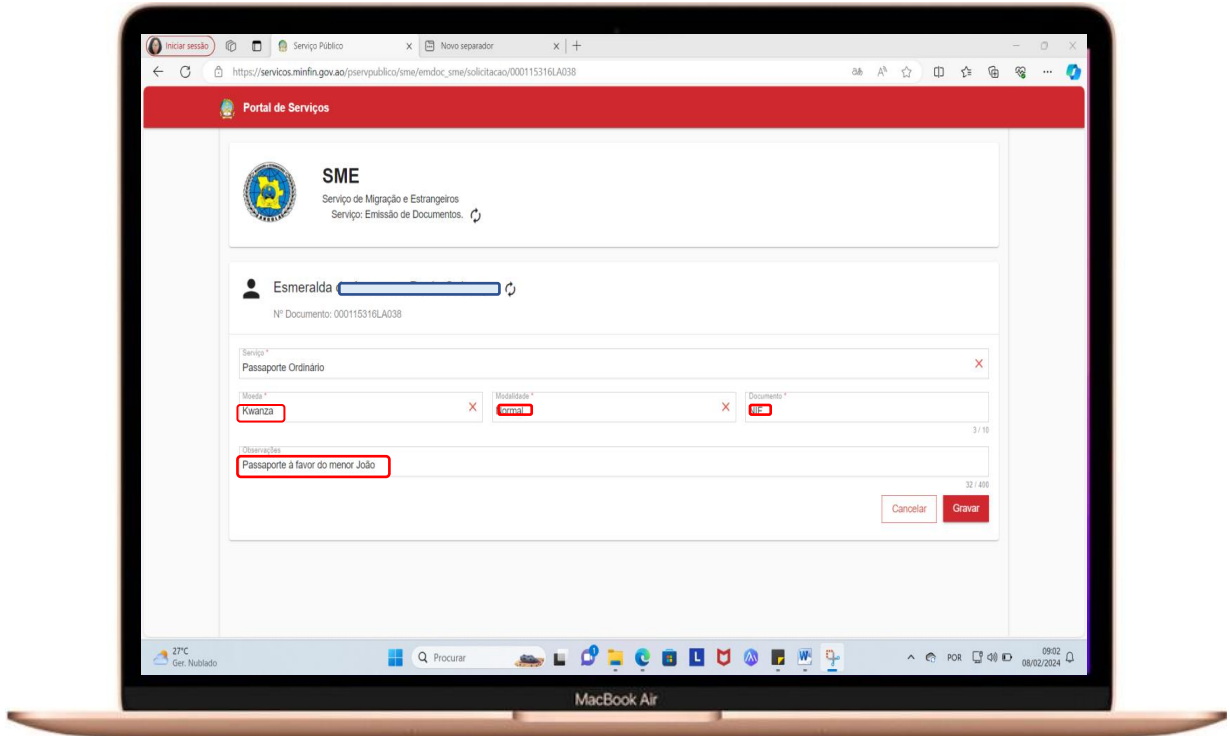 Iniciar sessão
Serviço Público
Novo separador
https://servicos.minfin.gov.ao/pservpublico/sme/emdoc_sme/solicitacao/000115316LA038
Portal de Serviços
SME
Serviço de Migração e Estrangeiros
Serviço: Emissão de Documentos.
Esmeralda
Nº Documento: 000115316LA038
Serviço *
Passaporte Ordinário
Moeda * Modalidade * Documento *
Kwanza Normal NIF
3 / 10
Observações
Passaporte à favor do menor João
32 / 400
Cancelar Gravar
27°C
Ger. Nublado
Procurar
POR
09:02
08/02/2024
MacBook Air